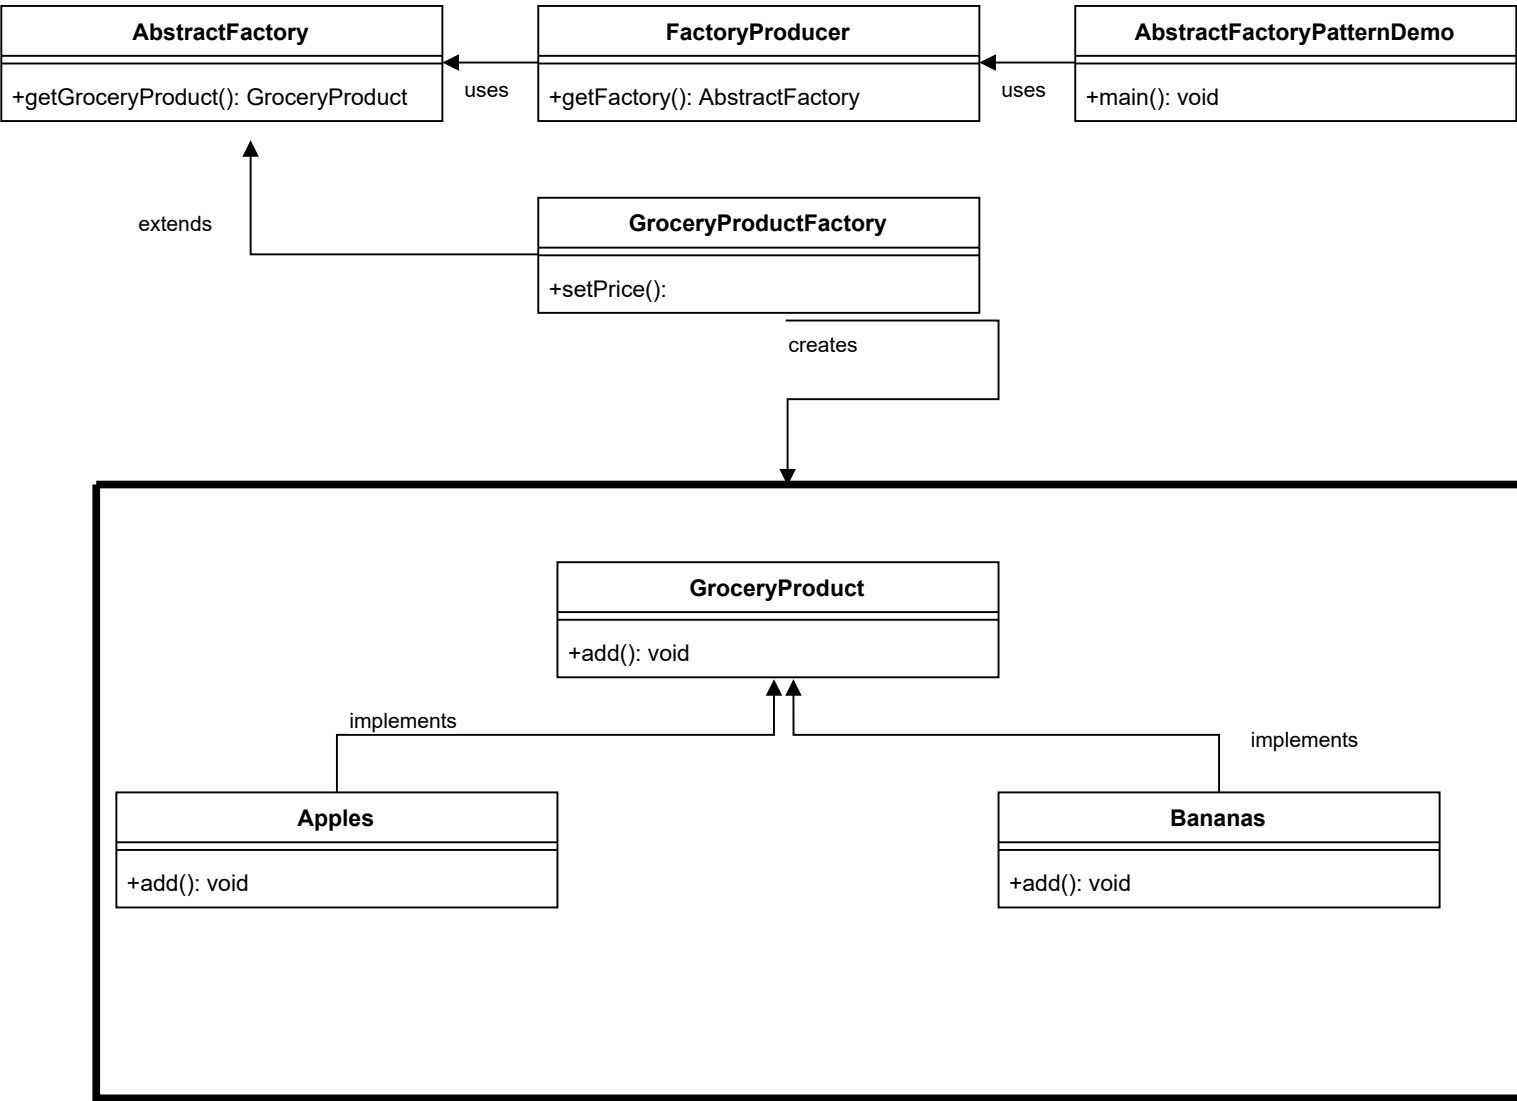 AbstractFactory
+getGroceryProduct(): GroceryProduct
uses
FactoryProducer
+getFactory(): AbstractFactory
uses
AbstractFactoryPatternDemo
+main(): void
extends
GroceryProductFactory
+setPrice():
creates
GroceryProduct
+add(): void
implements
implements
Apples
+add(): void
Bananas
+add(): void